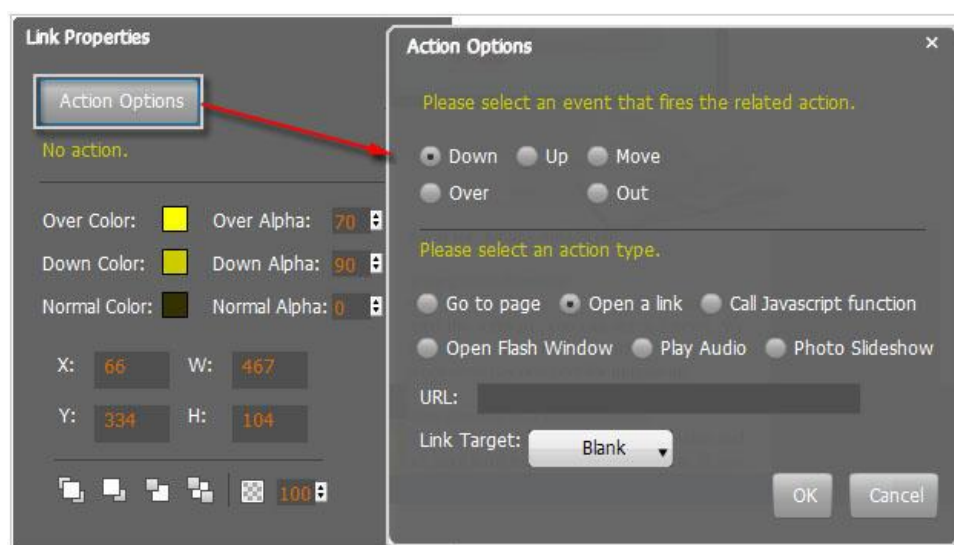 Link Properties
Action Options
No action.
Over Color: Over Alpha: 70
Down Color: Down Alpha: 90
Normal Color: Normal Alpha: 0
X: 66 W: 467
Y: 334 H: 104
100
Action Options
Please select an event that fires the related action.
Down Up Move
Over Out
Please select an action type.
Go to page Open a link Call Javascript function
Open Flash Window Play Audio Photo Slideshow
URL:
Link Target: Blank
OK Cancel